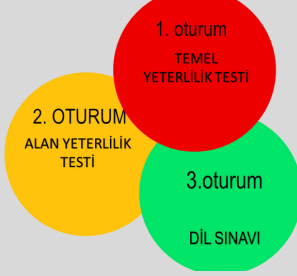 1. oturum
TEMEL
YETERLİLİK TESTİ
2. OTURUM
ALAN YETERLİLİK
TESTİ
3.oturum
DİL SINAVI